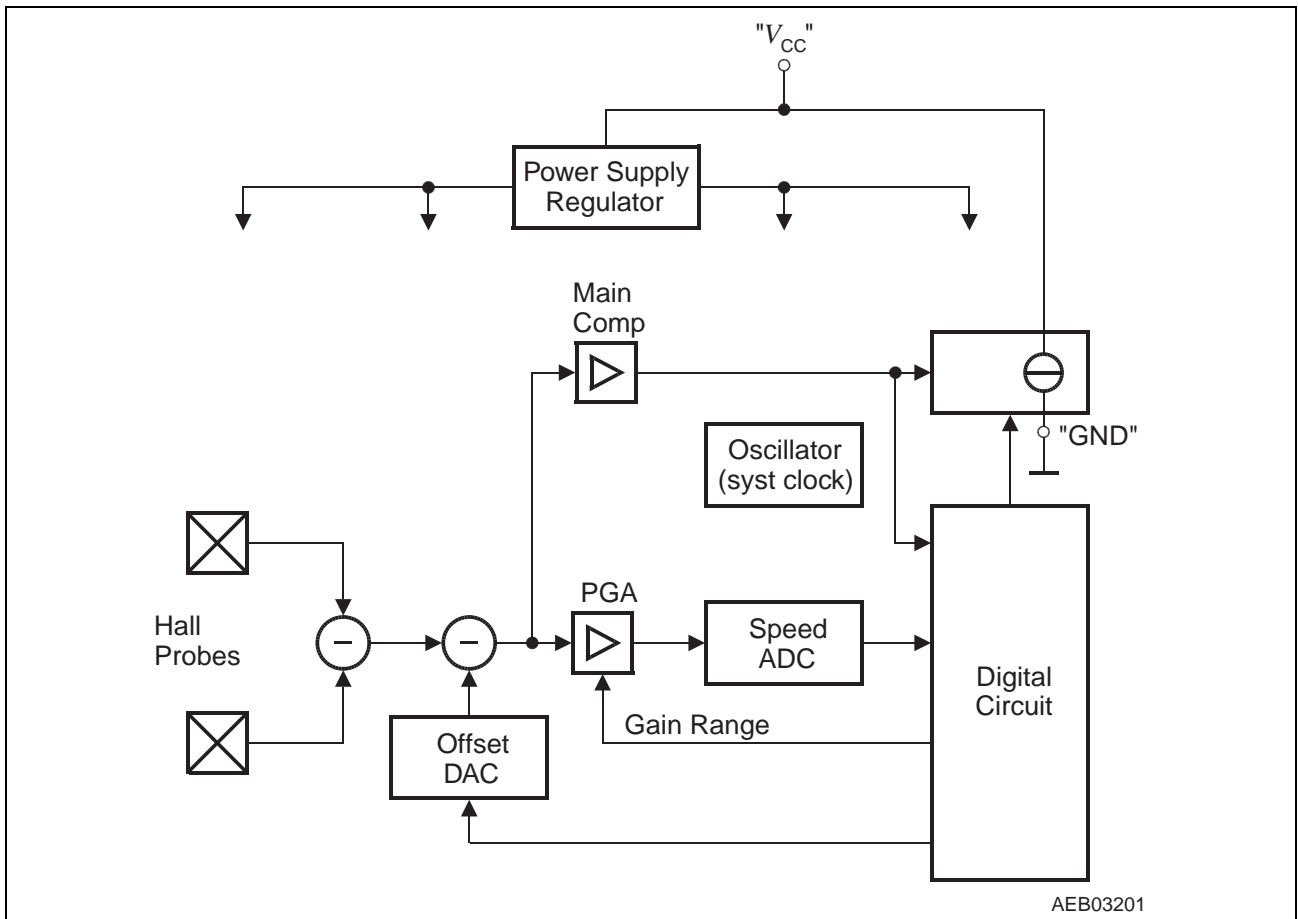 "VCC"
Power Supply
Regulator
Main
Comp
"GND"
Oscillator
(syst clock)
PGA
Hall
Probes
Speed
ADC
Digital
Circuit
Gain Range
Offset
DAC
AEB03201